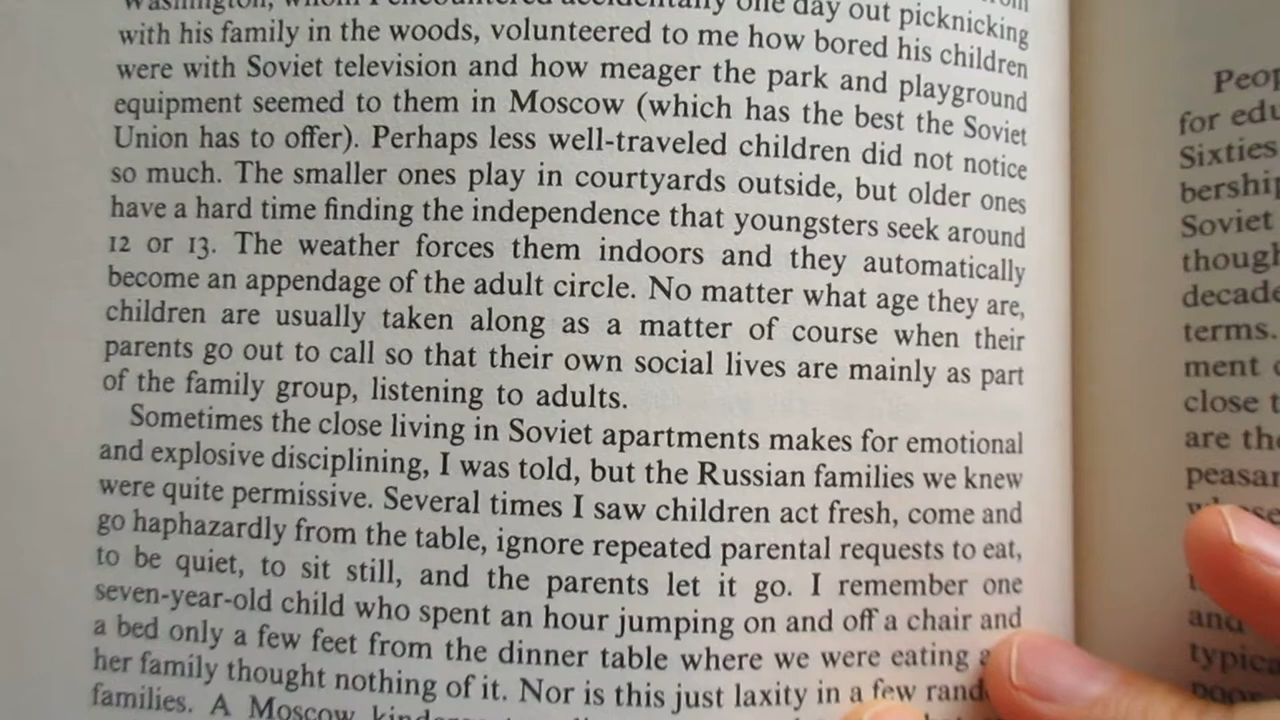 Washington, whom I encountered accidentally one day out picknicking
with his family in the woods, volunteered to me how bored his children
were with Soviet television and how meager the park and playground
equipment seemed to them in Moscow (which has the best the Soviet
Union has to offer). Perhaps less well-traveled children did not notice
so much. The smaller ones play in courtyards outside, but older ones
have a hard time finding the independence that youngsters seek around
12 or 13. The weather forces them indoors and they automatically
become an appendage of the adult circle. No matter what age they are,
children are usually taken along as a matter of course when their
parents go out to call so that their own social lives are mainly as part
of the family group, listening to adults.
Sometimes the close living in Soviet apartments makes for emotional
and explosive disciplining, I was told, but the Russian families we knew
were quite permissive. Several times I saw children act fresh, come and
go haphazardly from the table, ignore repeated parental requests to eat,
to be quiet, to sit still, and the parents let it go. I remember one
seven-year-old child who spent an hour jumping on and off a chair and
a bed only a few feet from the dinner table where we were eating
her family thought nothing of it. Nor is this just laxity in a few
families. A Moscow
for
Sixties
Soviet
terms.
close
are
and